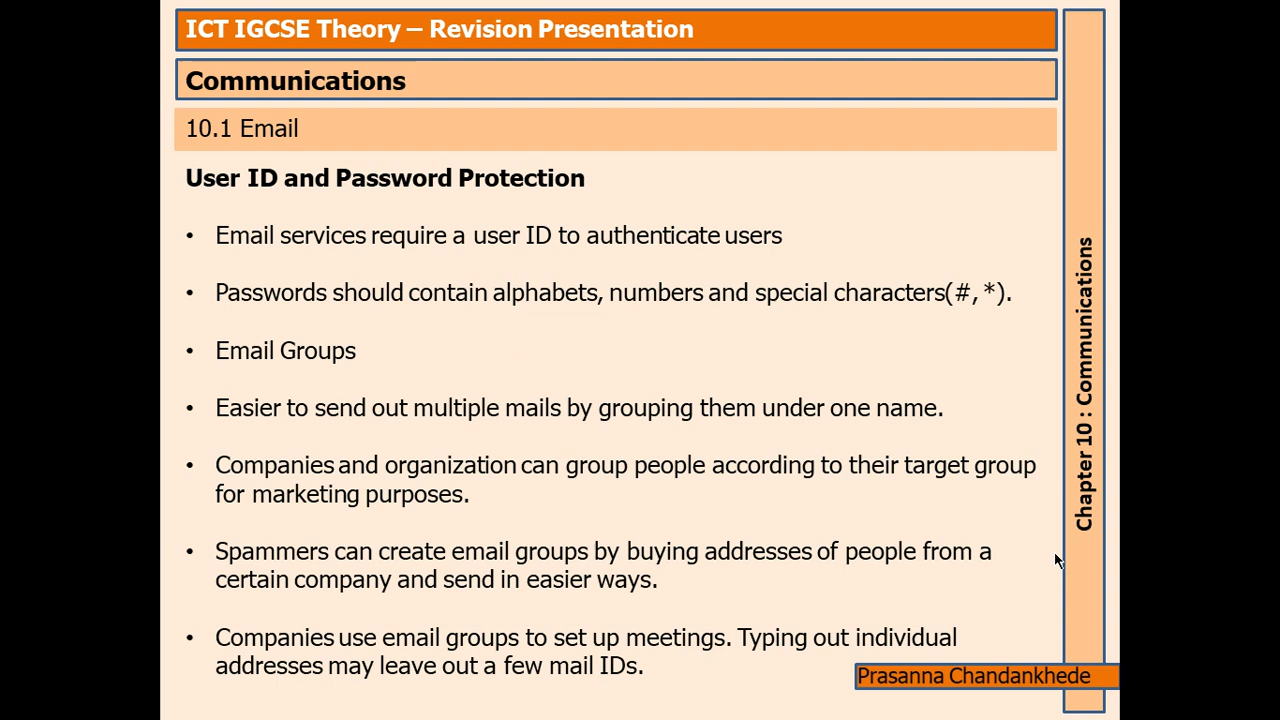 ICT IGCSE Theory – Revision Presentation
Communications
10.1 Email
User ID and Password Protection
• Email services require a user ID to authenticate users
• Passwords should contain alphabets, numbers and special characters(#, *).
• Email Groups
• Easier to send out multiple mails by grouping them under one name.
• Companies and organization can group people according to their target group
for marketing purposes.
• Spammers can create email groups by buying addresses of people from a
certain company and send in easier ways.
• Companies use email groups to set up meetings. Typing out individual
addresses may leave out a few mail IDs.
Prasanna Chandankhede
Chapter 10 : Communications